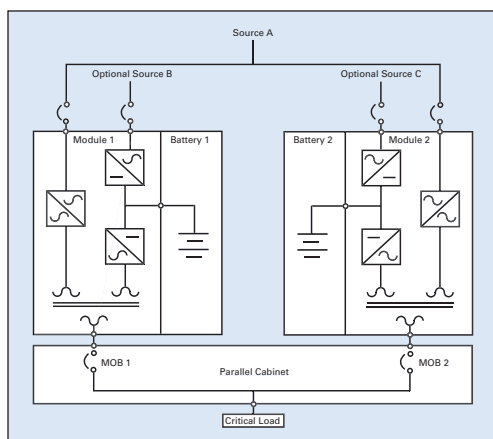 Source A
Optional Source B
Optional Source C
Module 1
Battery 1
Battery 2
Module 2
MOB 1
MOB 2
Parallel Cabinet
Critical Load